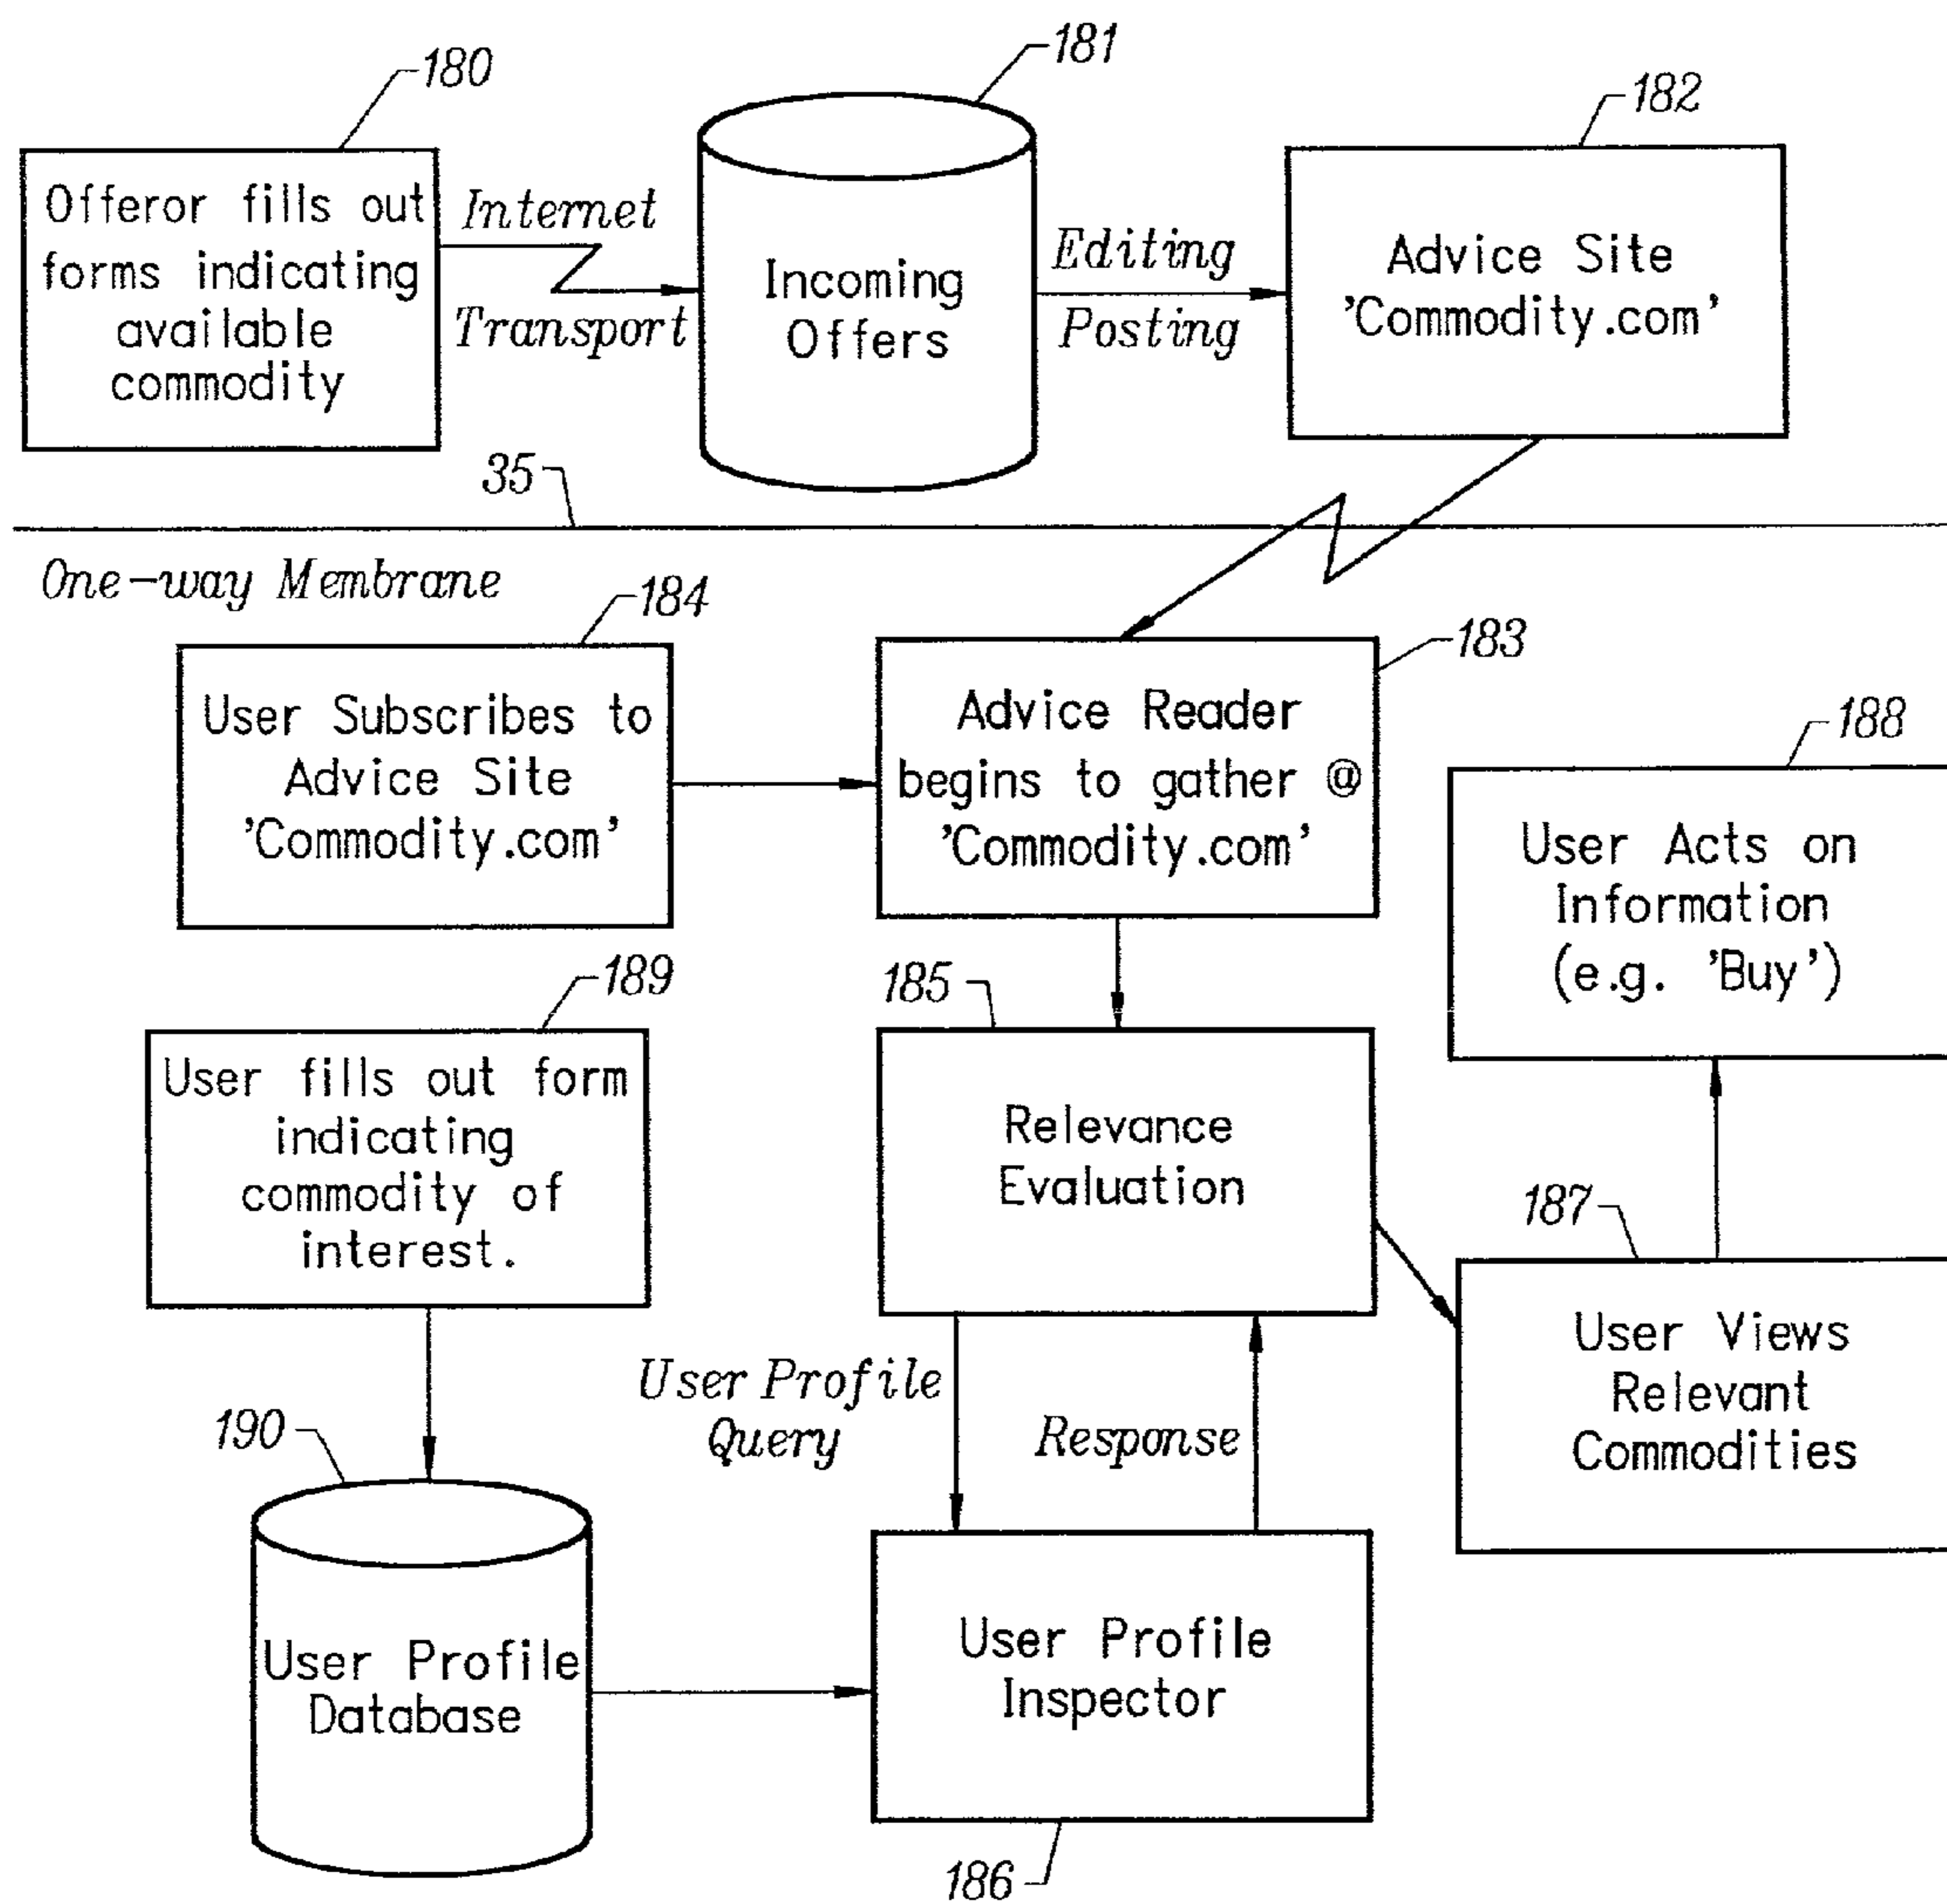 180
181
182
Offeror fills out
forms indicating
available
commodity
Internet
Transport
Incoming
Offers
Editing
Posting
Advice Site
'Commodity.com'
35
One-way Membrane
184
183
188
User Subscribes to
Advice Site
'Commodity.com'
Advice Reader
begins to gather @
'Commodity.com'
User Acts on
Information
(e.g. 'Buy')
189
185
187
User fills out form
indicating
commodity of
interest.
Relevance
Evaluation
User Views
Relevant
Commodities
User Profile
Query
Response
190
User Profile
Database
User Profile
Inspector
186